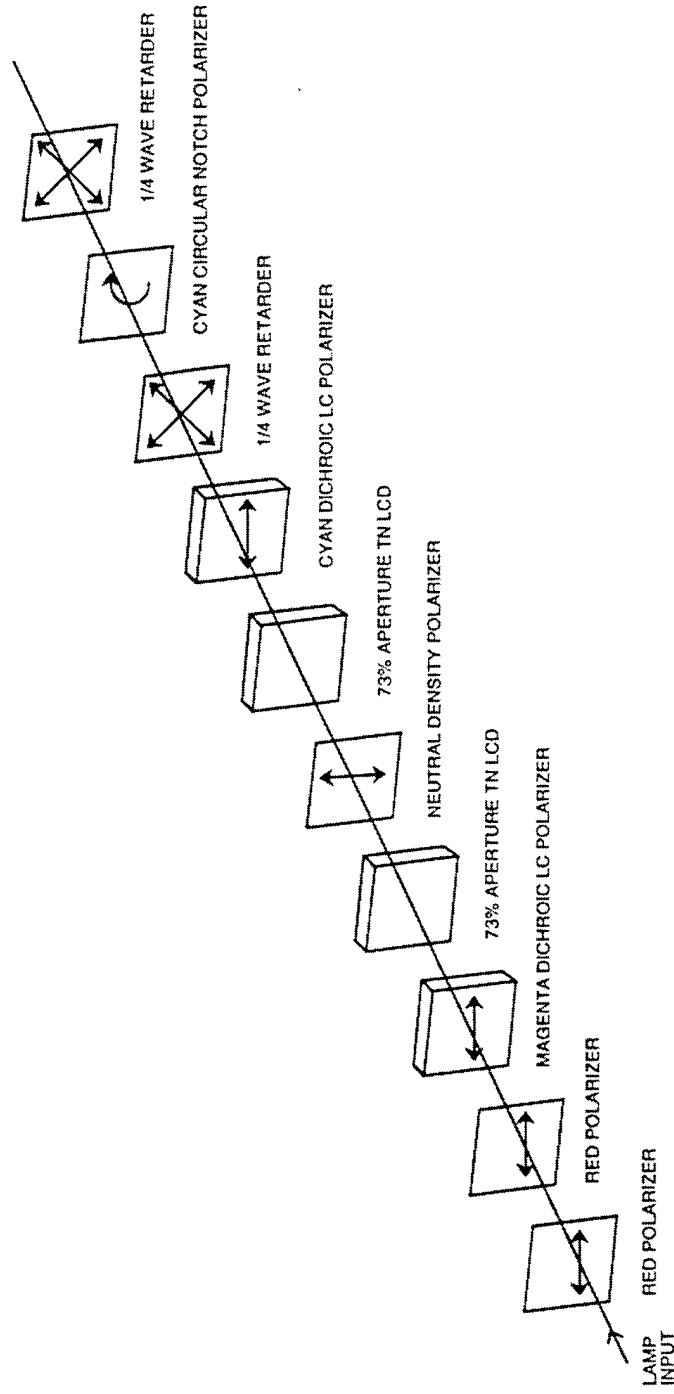 LAMP
INPUT
RED POLARIZER
RED POLARIZER
MAGENTA DICHROIC LC POLARIZER
73% APERTURE TN LCD
NEUTRAL DENSITY POLARIZER
73% APERTURE TN LCD
CYAN DICHROIC LC POLARIZER
1/4 WAVE RETARDER
CYAN CIRCULAR NOTCH POLARIZER
1/4 WAVE RETARDER